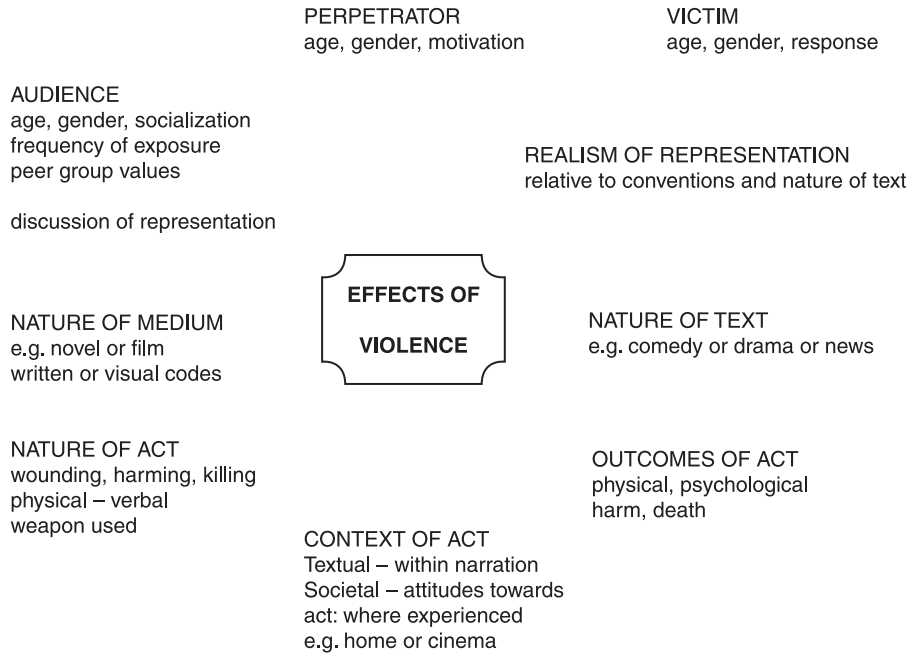 PERPETRATOR
age, gender, motivation
VICTIM
age, gender, response
AUDIENCE
age, gender, socialization
frequency of exposure
peer group values
discussion of representation
REALISM OF REPRESENTATION
relative to conventions and nature of text
EFFECTS OF
VIOLENCE
NATURE OF MEDIUM
e.g. novel or film
written or visual codes
NATURE OF TEXT
e.g. comedy or drama or news
NATURE OF ACT
wounding, harming, killing
physical – verbal
weapon used
OUTCOMES OF ACT
physical, psychological
harm, death
CONTEXT OF ACT
Textual – within narration
Societal – attitudes towards
act: where experienced
e.g. home or cinema